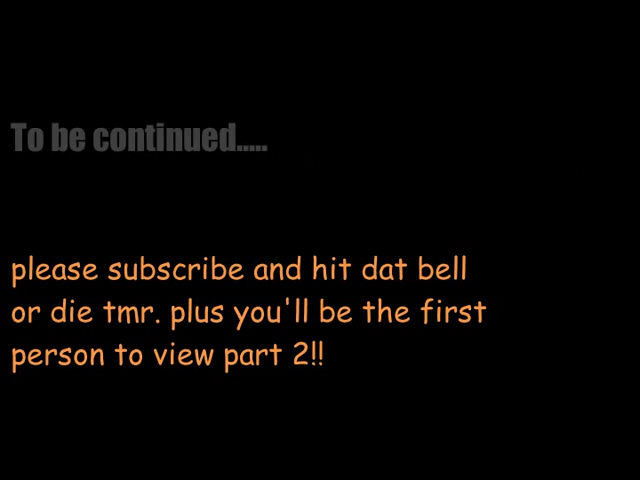 To be continued.....
please subscribe and hit dat bell
or die tmr. plus you'll be the first
person to view part 2!!